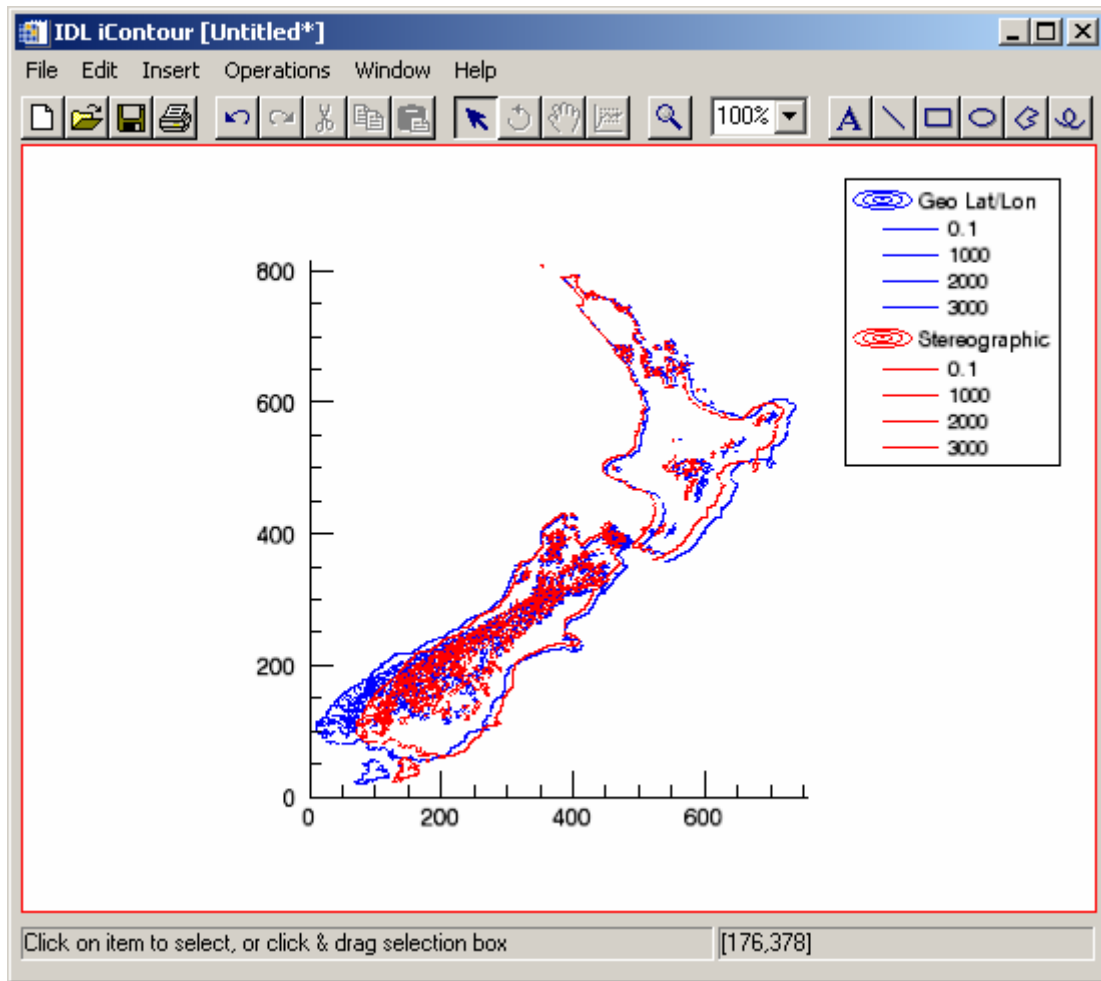 IDL iContour [Untitled*]
File Edit Insert Operations Window Help
100%
A
Geo Lat/Lon
0.1
1000
2000
3000
Stereographic
0.1
1000
2000
3000
800
600
400
200
0
0 200 400 600
Click on item to select, or click & drag selection box [176,378]